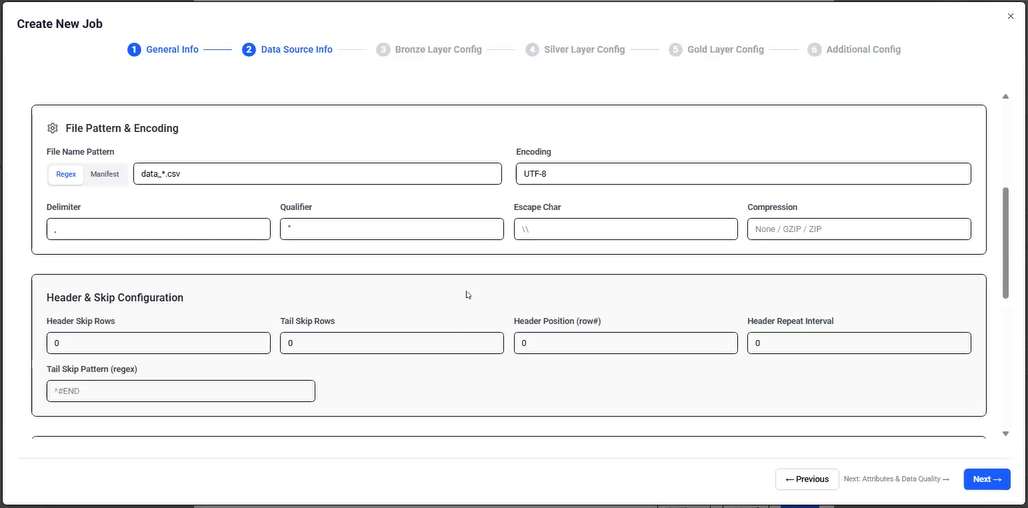 Create New Job
×
1 General Info
2 Data Source Info
3 Bronze Layer Config
4 Silver Layer Config
5 Gold Layer Config
6 Additional Config
File Pattern & Encoding
File Name Pattern
Encoding
Regex Manifest data_*.csv
UTF-8
Delimiter Qualifier Escape Char Compression
, " \\ None / GZIP / ZIP
Header & Skip Configuration
Header Skip Rows Tail Skip Rows Header Position (row#) Header Repeat Interval
0 0 0 0
Tail Skip Pattern (regex)
^#END
← Previous Next: Attributes & Data Quality → Next →